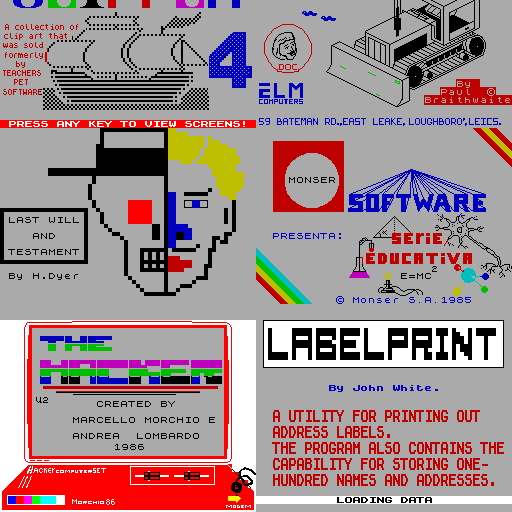 A collection of
clip art that
was sold
formerly
by
TEACHERS
PET
SOFTWARE
4
DOC
ELM
COMPUTERS
By
Paul ©
Braithwaite
59 BATEMAN RD.,EAST LEAKE, LOUGHBORO', LEICS.
PRESS ANY KEY TO VIEW SCREENS!
LAST WILL
AND
TESTAMENT
By H.Dyer
MONSER
SOFTWARE
PRESENTA:
SERIE
EDUCATIVA
E=MC²
© Monser S.A.1985
THE
HACKER
V2
CREATED BY
MARCELLO MORCHIO E
ANDREA LOMBARDO
1986
HACKER COMPUTER SET
MORCHIO 86
MODEM
LABELPRINT
By John White.
A UTILITY FOR PRINTING OUT
ADDRESS LABELS.
THE PROGRAM ALSO CONTAINS THE
CAPABILITY FOR STORING ONE-
HUNDRED NAMES AND ADDRESSES.
LOADING DATA